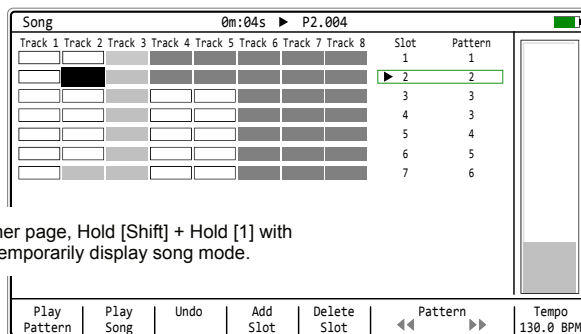 Song 0m:04s ▶ P2.004
Track 1 Track 2 Track 3 Track 4 Track 5 Track 6 Track 7 Track 8 Slot Pattern
1 1
▶ 2 2
3 3
4 3
5 4
6 5
7 6
page, Hold [Shift] + Hold [1] with
temporarily display song mode.
Play Pattern
Play Song
Undo
Add Slot
Delete Slot
Pattern
Tempo
130.0 BPM